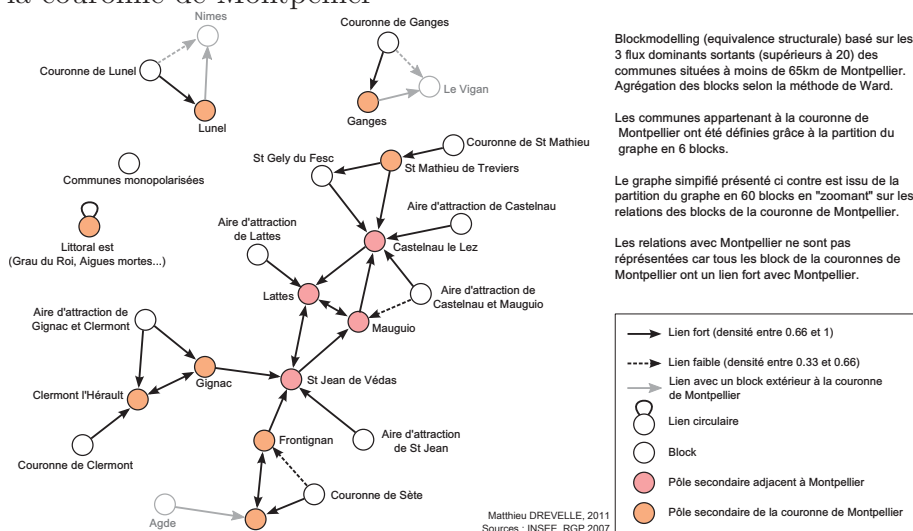 la couronne de Montpellier
Nimes
Couronne de Lunel
Lunel
Couronne de Ganges
Le Vigan
Ganges
Communes monopolarisées
Littoral est
(Grau du Roi, Aigues mortes...)
Couronne de St Mathieu
St Gely du Fesc
St Mathieu de Treviers
Aire d'attraction de Castelnau
Aire d'attraction
de Lattes
Castelnau le Lez
Lattes
Aire d'attraction de
Castelnau et Mauguio
Mauguio
Aire d'attraction de
Gignac et Clermont
Gignac
Clermont l'Hérault
St Jean de Védas
Couronne de Clermont
Frontignan
Aire d'attraction
de St Jean
Couronne de Sète
Agde
Blockmodelling (equivalence structurale) basé sur les
3 flux dominants sortants (supérieurs à 20) des
communes situées à moins de 65km de Montpellier.
Agrégation des blocks selon la méthode de Ward.
Les communes appartenant à la couronne de
Montpellier ont été définies grâce à la partition du
graphe en 6 blocks.
Le graphe simpifié présenté ci contre est issu de la
partition du graphe en 60 blocks en "zoomant" sur les
relations des blocks de la couronne de Montpellier.
Les relations avec Montpellier ne sont pas
répresentées car tous les block de la couronnes de
Montpellier ont un lien fort avec Montpellier.
Lien fort (densité entre 0.66 et 1)
Lien faible (densité entre 0.33 et 0.66)
Lien avec un block extérieur à la couronne
de Montpellier
Lien circulaire
Block
Pôle secondaire adjacent à Montpellier
Pôle secondaire de la couronne de Montpellier
Matthieu DREVELLE, 2011
Sources : INSEE, RGP 2007